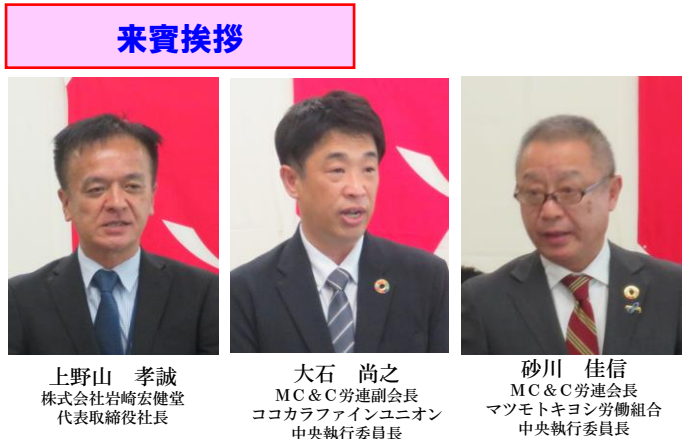 来賓挨拶
上野山　孝誠
株式会社岩崎宏健堂
代表取締役社長
大石　尚之
ＭＣ＆Ｃ労連副会長
ココカラファインユニオン
中央執行委員長
砂川　佳信
ＭＣ＆Ｃ労連会長
マツモトキヨシ労働組合
中央執行委員長